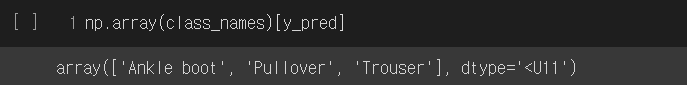 [ ] 1 np.array(class_names)[y_pred]
array(['Ankle boot', 'Pullover', 'Trouser'], dtype='<U11')